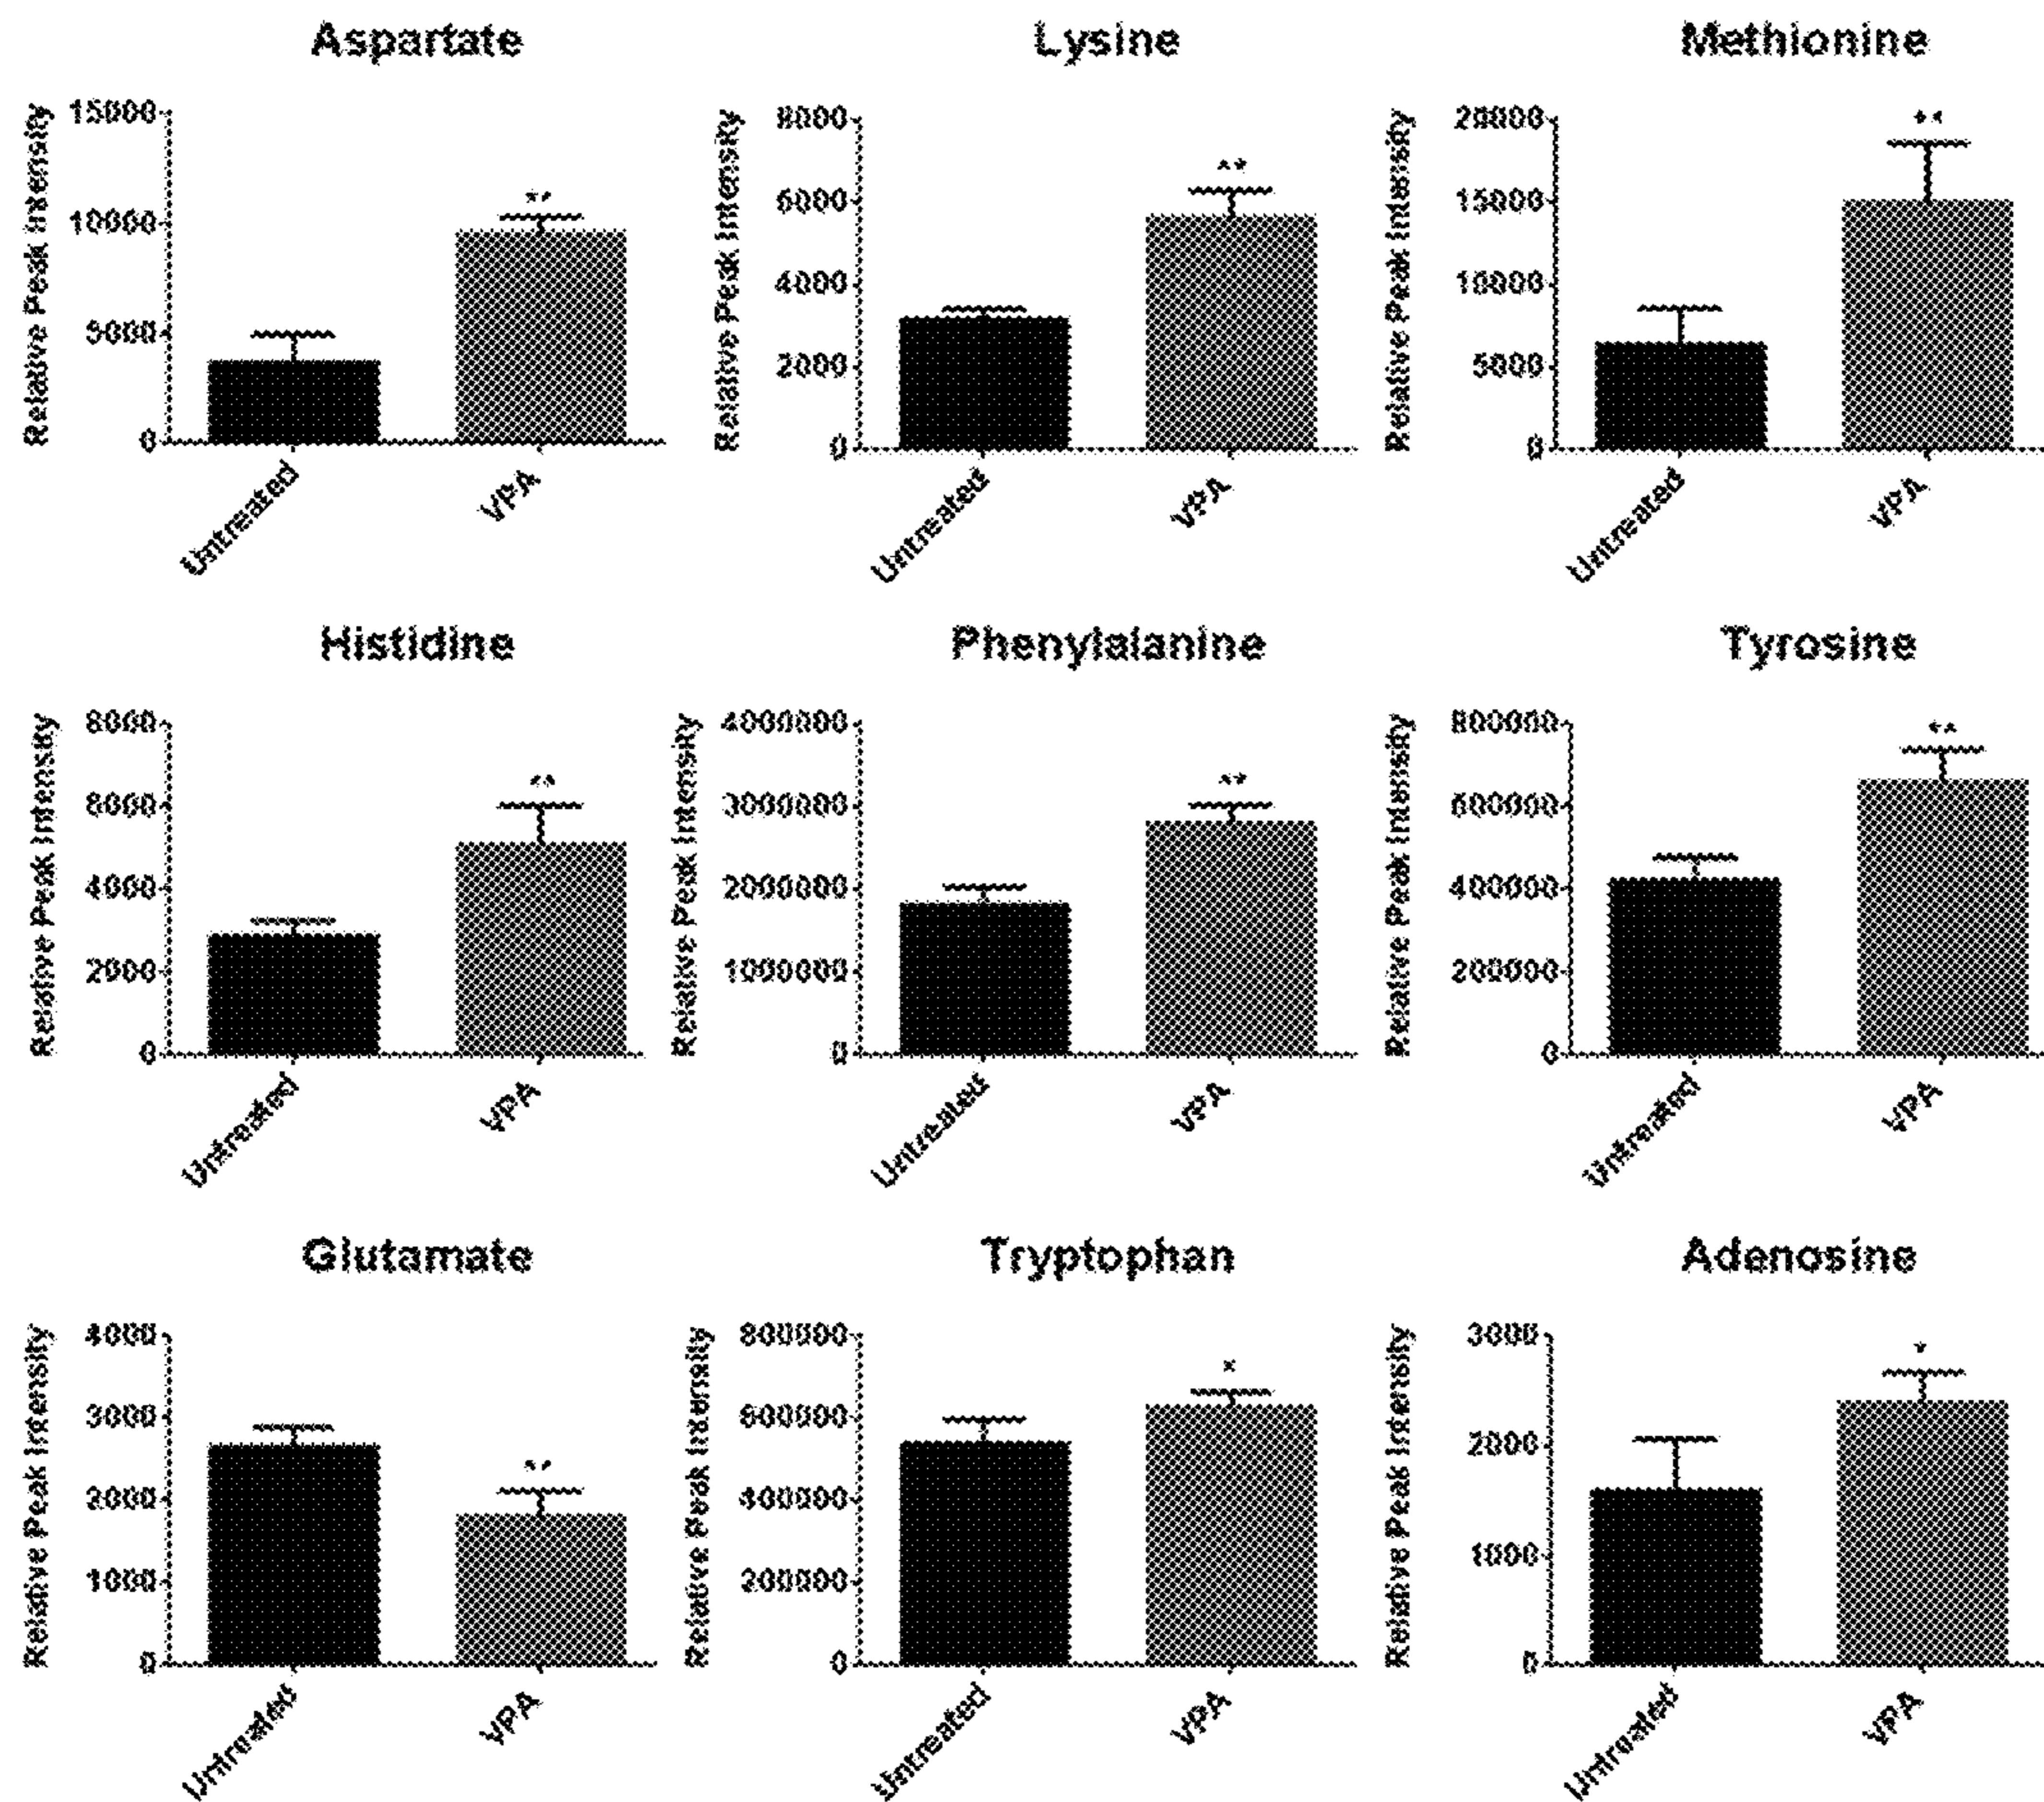 Aspartate
Relative Peak Intensity
15000
10000
5000
0
Untreated
VPA
**
Lysine
Relative Peak Intensity
8000
6000
4000
2000
0
Untreated
VPA
**
Methionine
Relative Peak Intensity
20000
15000
10000
5000
0
Untreated
VPA
**
Histidine
Relative Peak Intensity
8000
6000
4000
2000
0
Untreated
VPA
**
Phenylalanine
Relative Peak Intensity
4000000
3000000
2000000
1000000
0
Untreated
VPA
**
Tyrosine
Relative Peak Intensity
800000
600000
400000
200000
0
Untreated
VPA
**
Glutamate
Relative Peak Intensity
4000
3000
2000
1000
0
Untreated
VPA
**
Tryptophan
Relative Peak Intensity
800000
600000
400000
200000
0
Untreated
VPA
*
Adenosine
Relative Peak Intensity
3000
2000
1000
0
Untreated
VPA
*